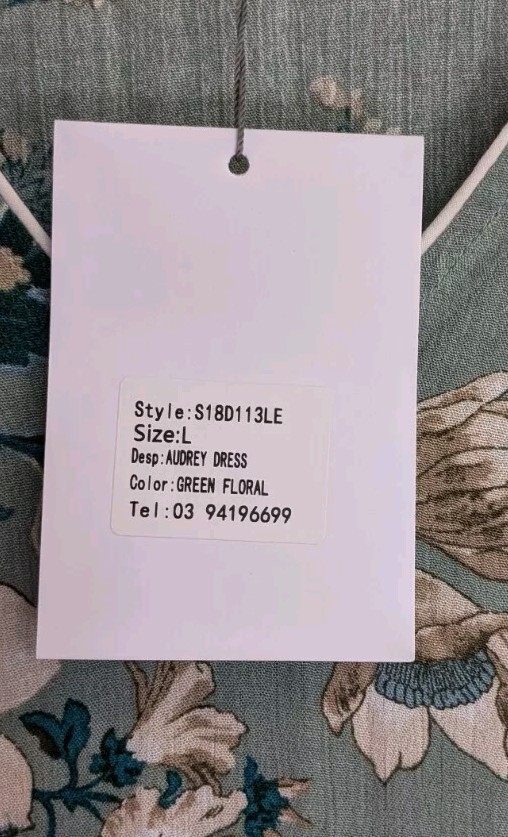 Style:S18D113LE
Size:L
Desp:AUDREY DRESS
Color:GREEN FLORAL
Tel:03 94196699